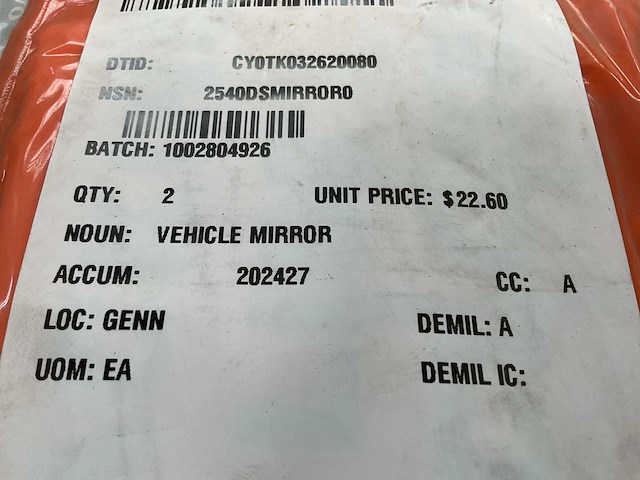 DTID: CY0TK032620080
NSN: 2540DSMIRROR0
BATCH: 1002804926
QTY: 2 UNIT PRICE: $22.60
NOUN: VEHICLE MIRROR
ACCUM: 202427 CC: A
LOC: GENN DEMIL: A
UOM: EA DEMIL IC: